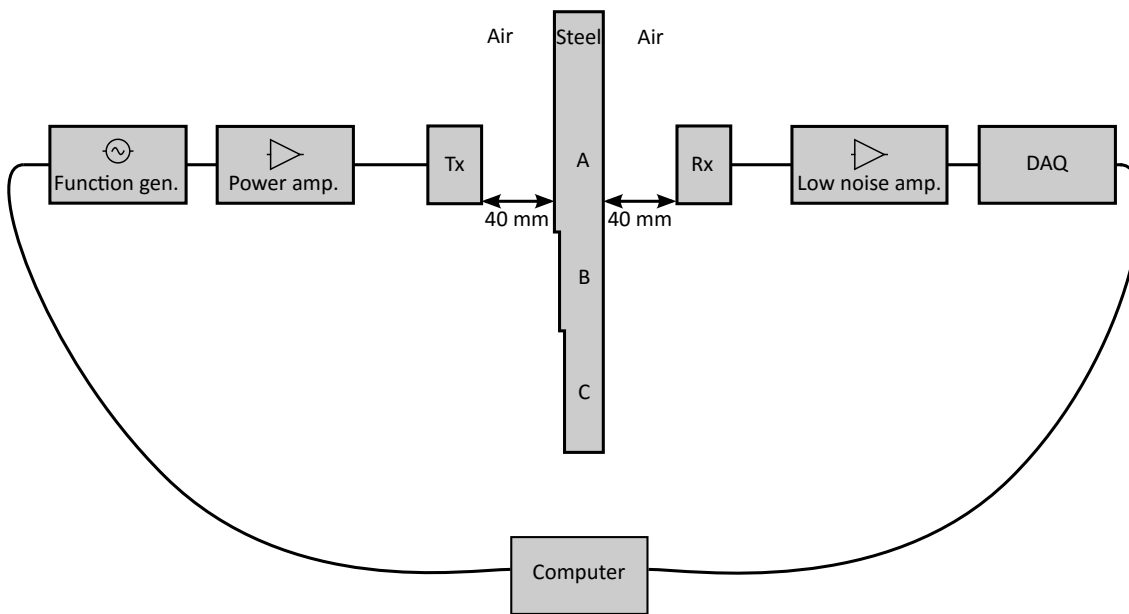 Air
Steel
Air
Function gen.
Power amp.
Tx
A
Rx
Low noise amp.
DAQ
40 mm
40 mm
B
C
Computer